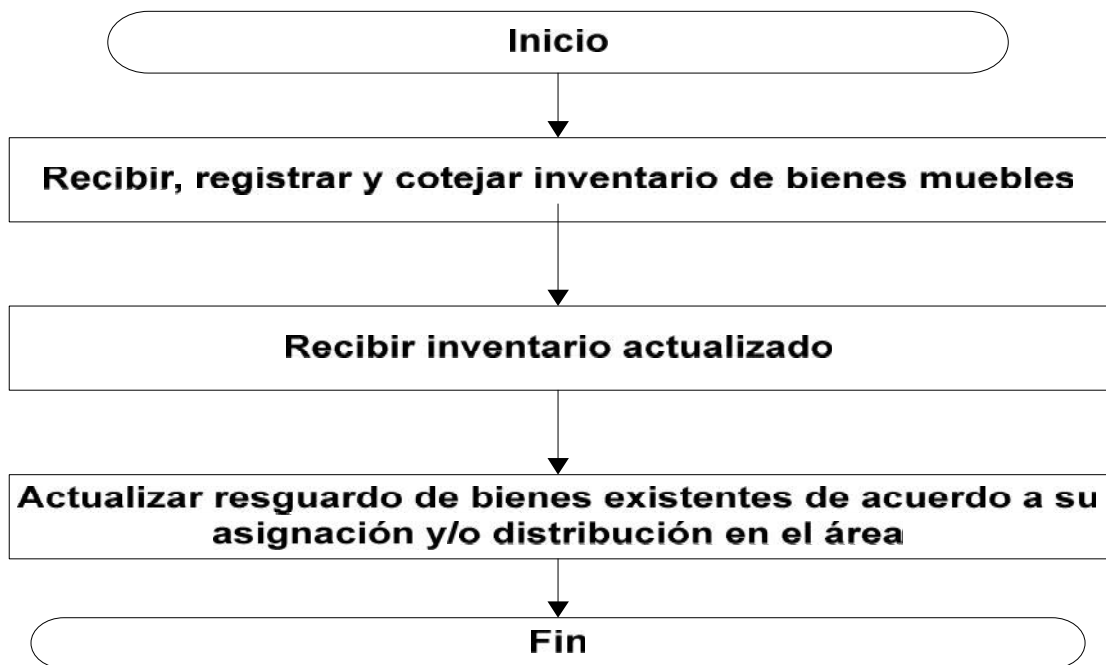 Inicio
Recibir, registrar y cotejar inventario de bienes muebles
Recibir inventario actualizado
Actualizar resguardo de bienes existentes de acuerdo a su
asignación y/o distribución en el área
Fin